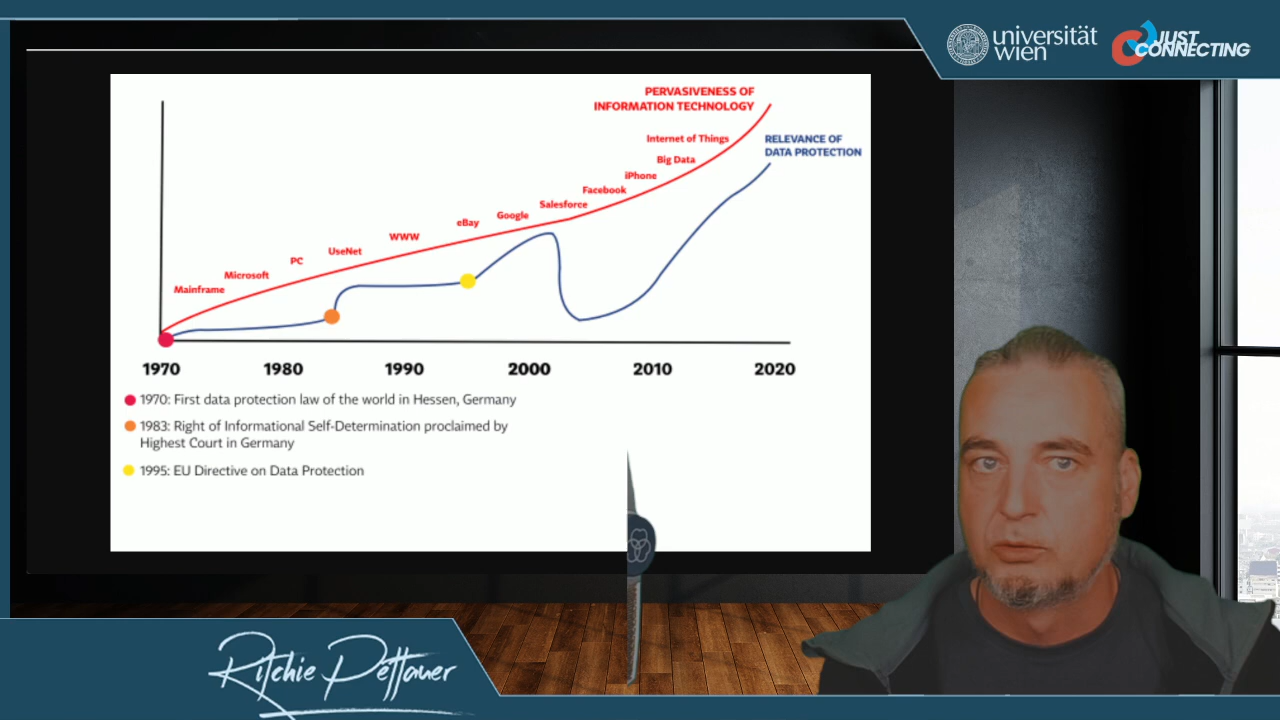 universität
wien
JUST
CONNECTING
PERVASIVENESS OF
INFORMATION TECHNOLOGY
RELEVANCE OF
DATA PROTECTION
Internet of Things
Big Data
iPhone
Facebook
Salesforce
Google
eBay
WWW
UseNet
PC
Microsoft
Mainframe
1970 1980 1990 2000 2010 2020
1970: First data protection law of the world in Hessen, Germany
1983: Right of Informational Self-Determination proclaimed by
Highest Court in Germany
1995: EU Directive on Data Protection
Ritchie Pettauer